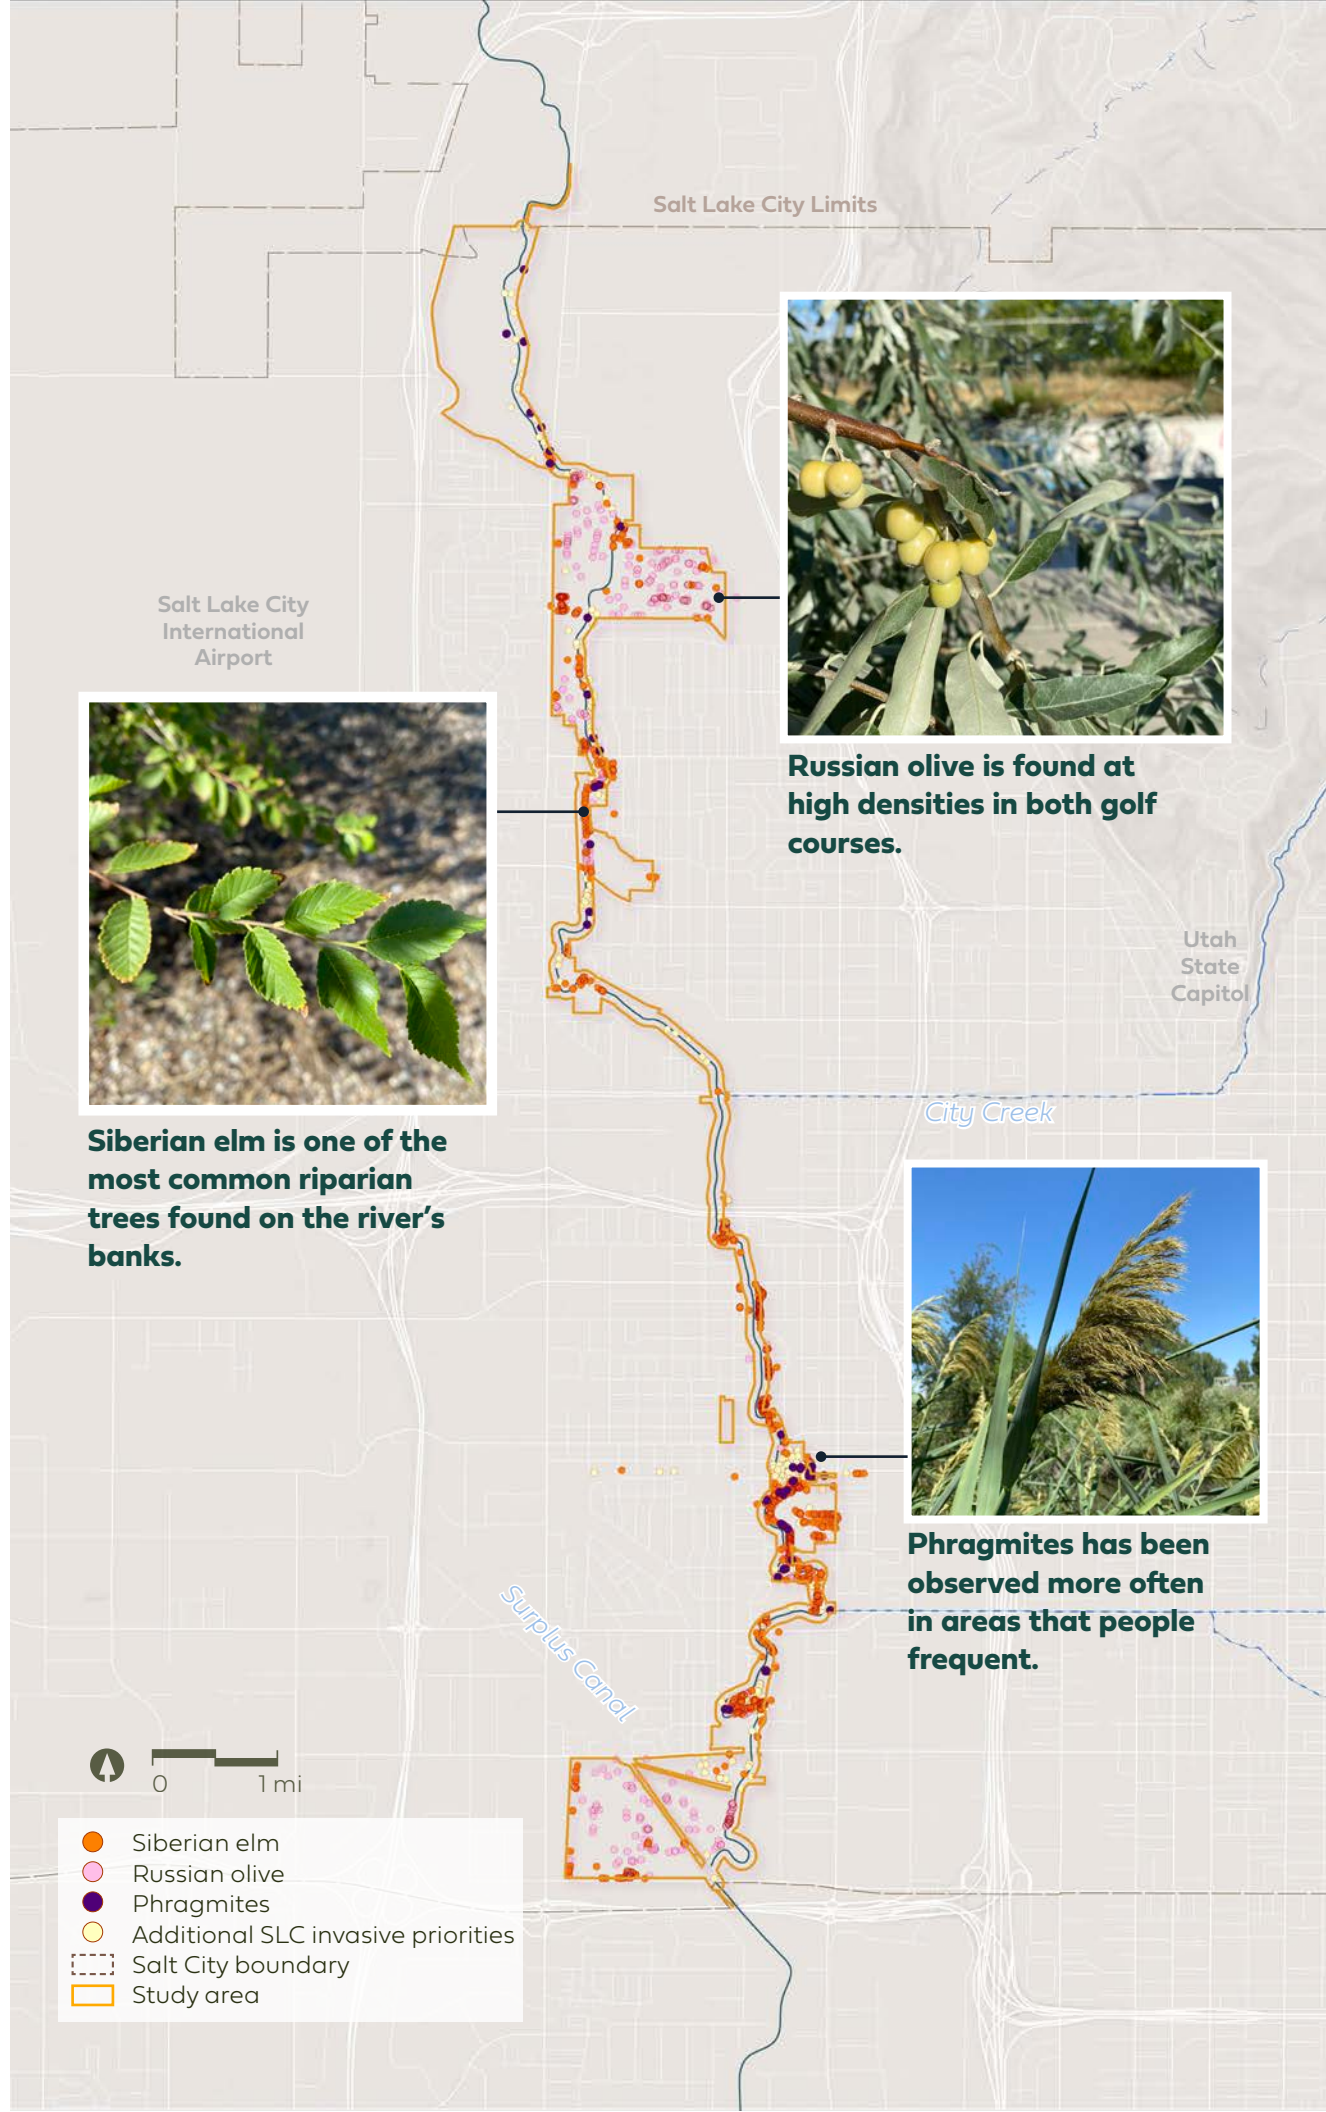 Salt Lake City Limits
Salt Lake City
International
Airport
Russian olive is found at
high densities in both golf
courses.
Utah
State
Capitol
City Creek
Siberian elm is one of the
most common riparian
trees found on the river’s
banks.
Phragmites has been
observed more often
in areas that people
frequent.
Surplus Canal
0 1 mi
Siberian elm
Russian olive
Phragmites
Additional SLC invasive priorities
Salt City boundary
Study area